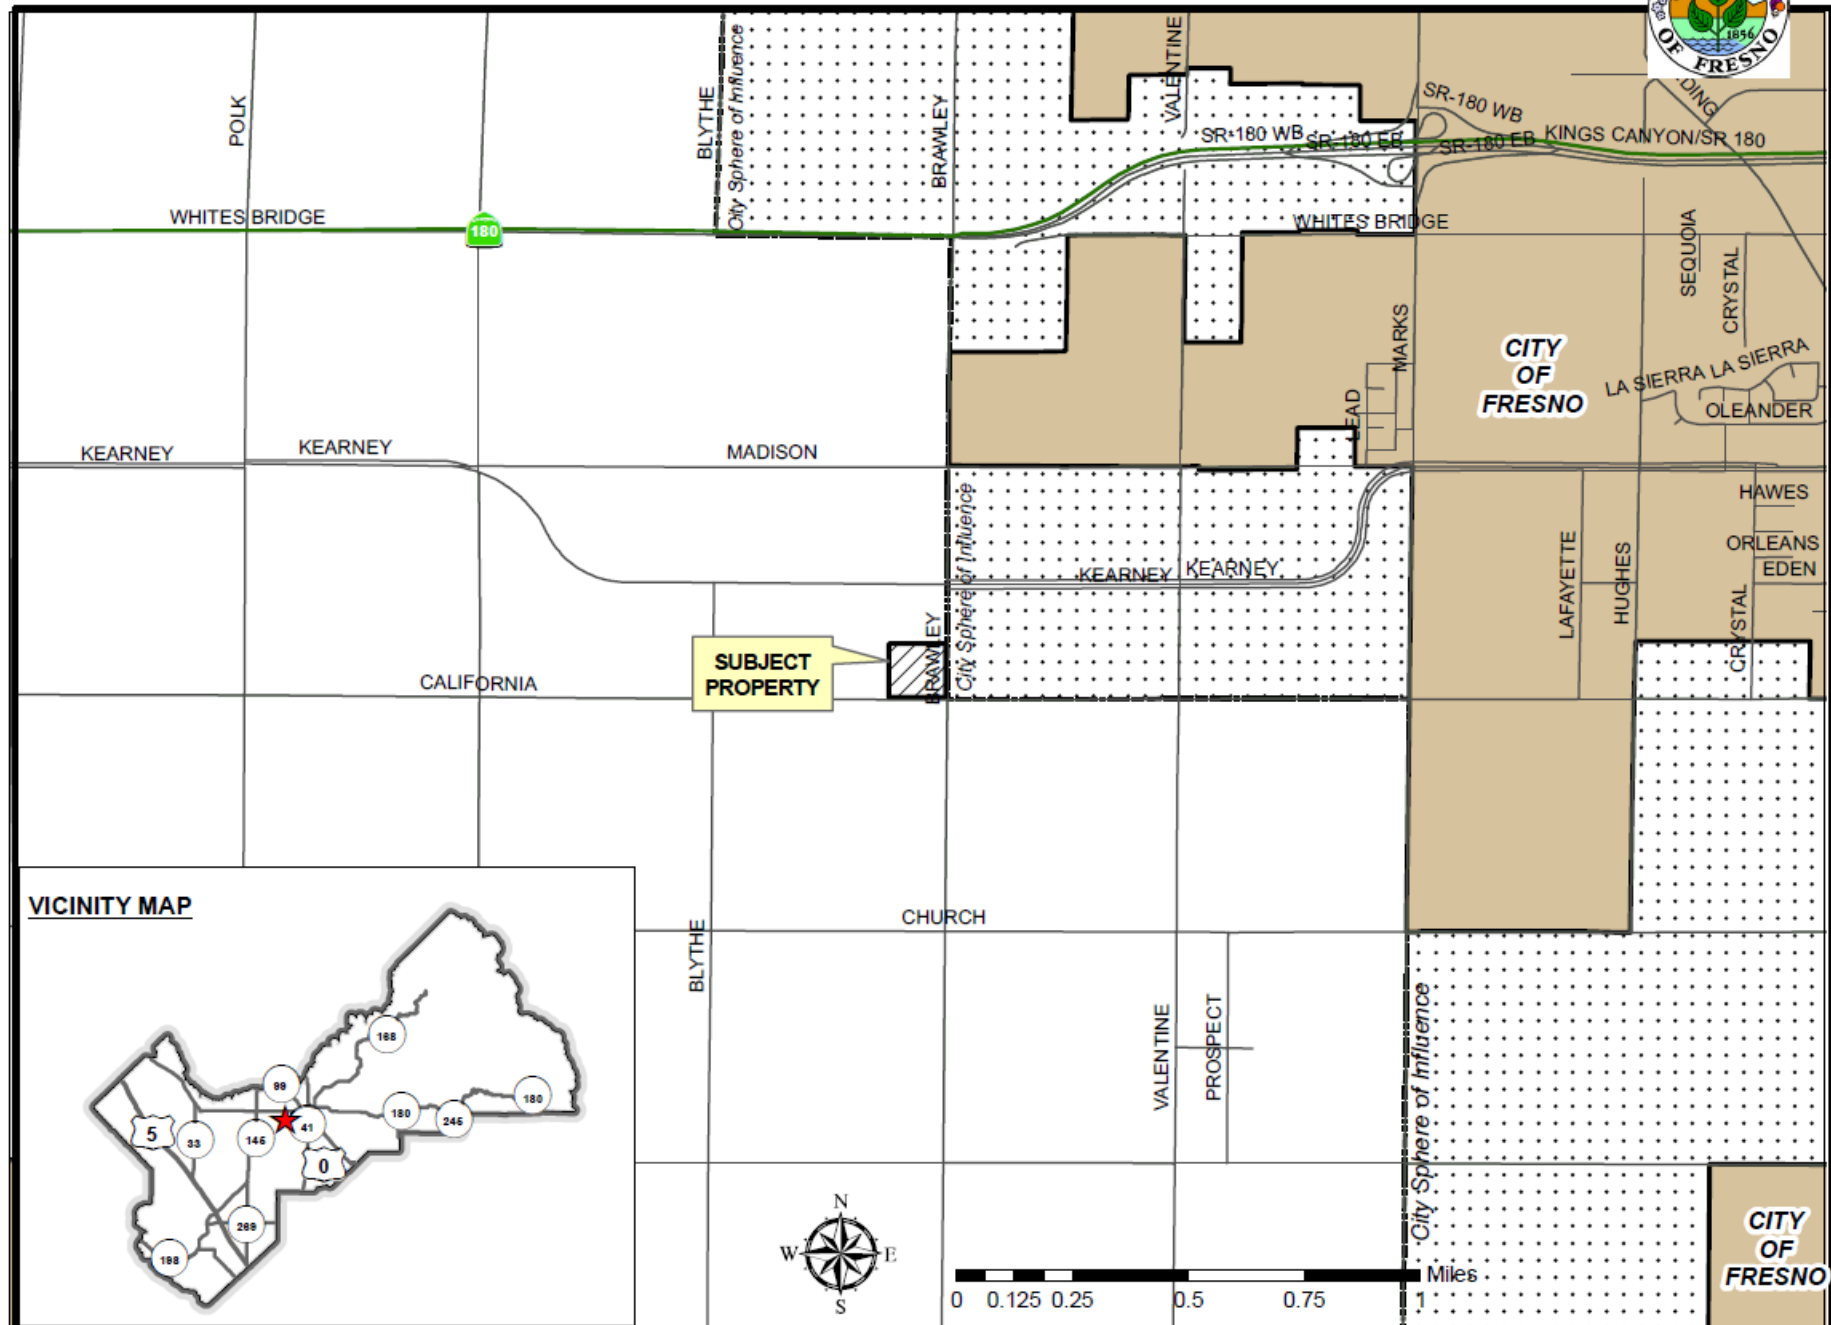 1856
OF FRESNO
POLK
BLYTHE
City Sphere of Influence
BRAWLEY
VALENTINE
SR-180 WB
SR-180 WB
SR-180 EB
SR-180 EB
KINGS CANYON/SR 180
WHITES BRIDGE
180
WHITES BRIDGE
SEQUOIA
CRYSTAL
MARKS
CITY
OF
FRESNO
LA SIERRA
LA SIERRA
OLEANDER
KEARNEY
KEARNEY
MADISON
HAWES
City Sphere of Influence
LAFAYETTE
HUGHES
ORLEANS
EDEN
KEARNEY
KEARNEY
CRYSTAL
SUBJECT
PROPERTY
BRAWLEY
CALIFORNIA
VICINITY MAP
CHURCH
BLYTHE
VALENTINE
PROSPECT
City Sphere of Influence
168
99
180
180
245
41
5
33
145
0
269
198
N
W
E
S
Miles
0
0.125
0.25
0.5
0.75
1
CITY
OF
FRESNO